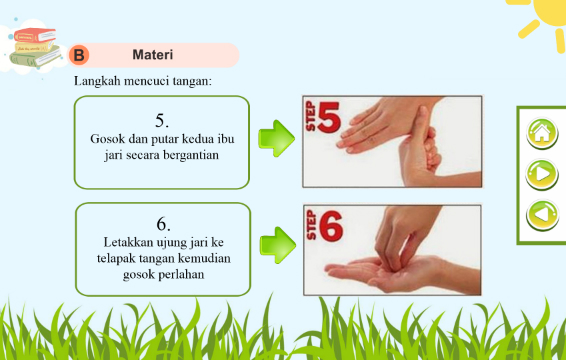 B Materi
Langkah mencuci tangan:
5.
Gosok dan putar kedua ibu
jari secara bergantian
STEP 5
6.
Letakkan ujung jari ke
telapak tangan kemudian
gosok perlahan
STEP 6